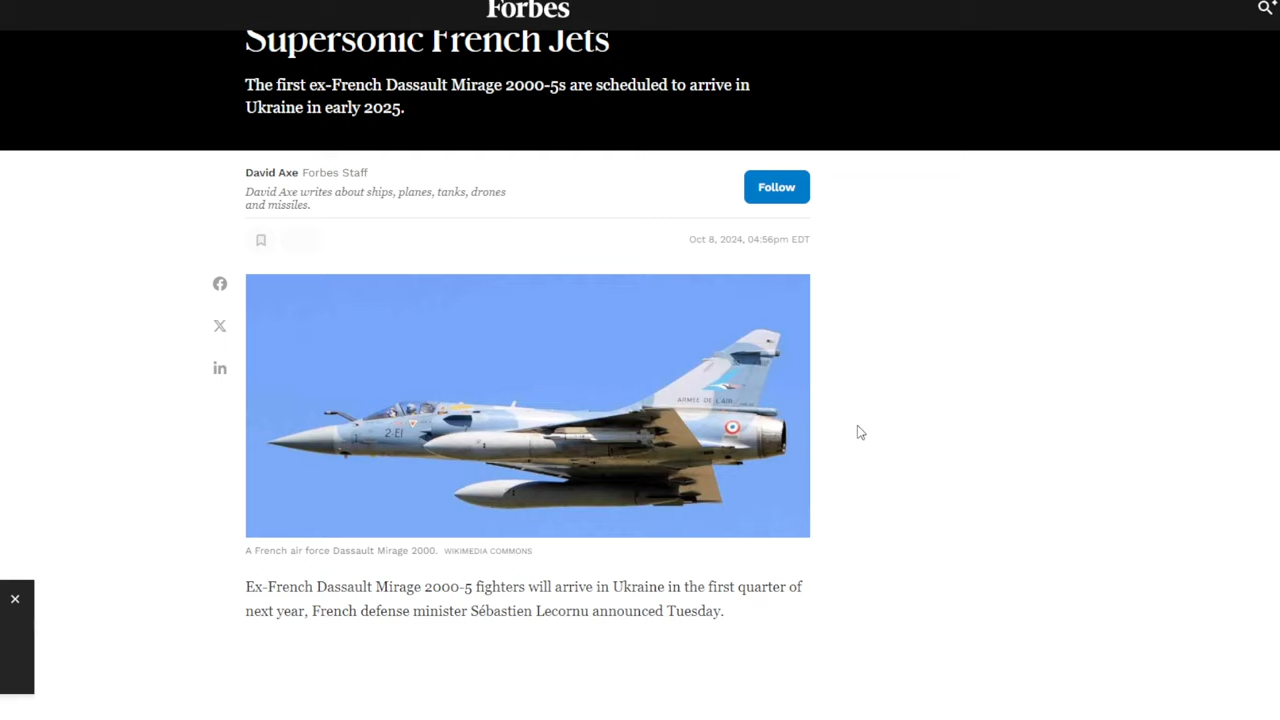 Forbes
Supersonic French Jets
The first ex-French Dassault Mirage 2000-5s are scheduled to arrive in
Ukraine in early 2025.
David Axe Forbes Staff
David Axe writes about ships, planes, tanks, drones
and missiles.
Follow
Oct 8, 2024, 04:56pm EDT
2-EI
ARMEE DE L'AIR
A French air force Dassault Mirage 2000. WIKIMEDIA COMMONS
Ex-French Dassault Mirage 2000-5 fighters will arrive in Ukraine in the first quarter of
next year, French defense minister Sébastien Lecornu announced Tuesday.